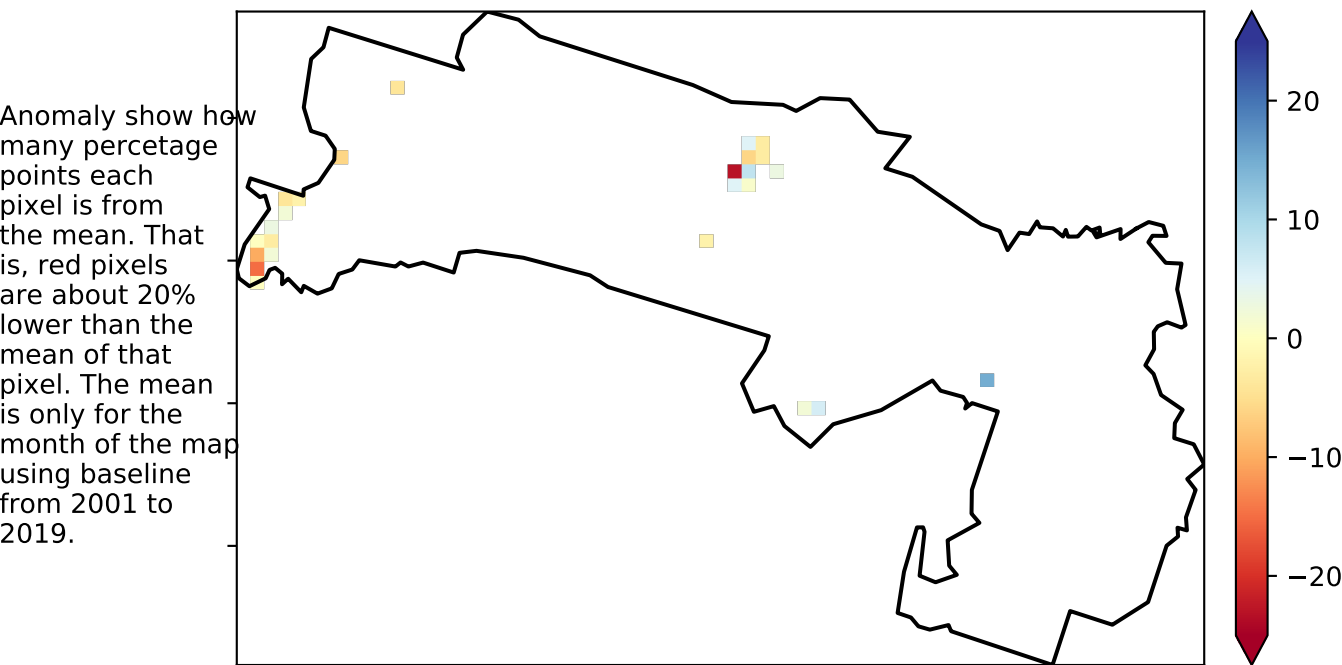 Anomaly show how
many percetage
points each
pixel is from
the mean. That
is, red pixels
are about 20%
lower than the
mean of that
pixel. The mean
is only for the
month of the map
using baseline
from 2001 to
2019.
20
10
0
−10
−20